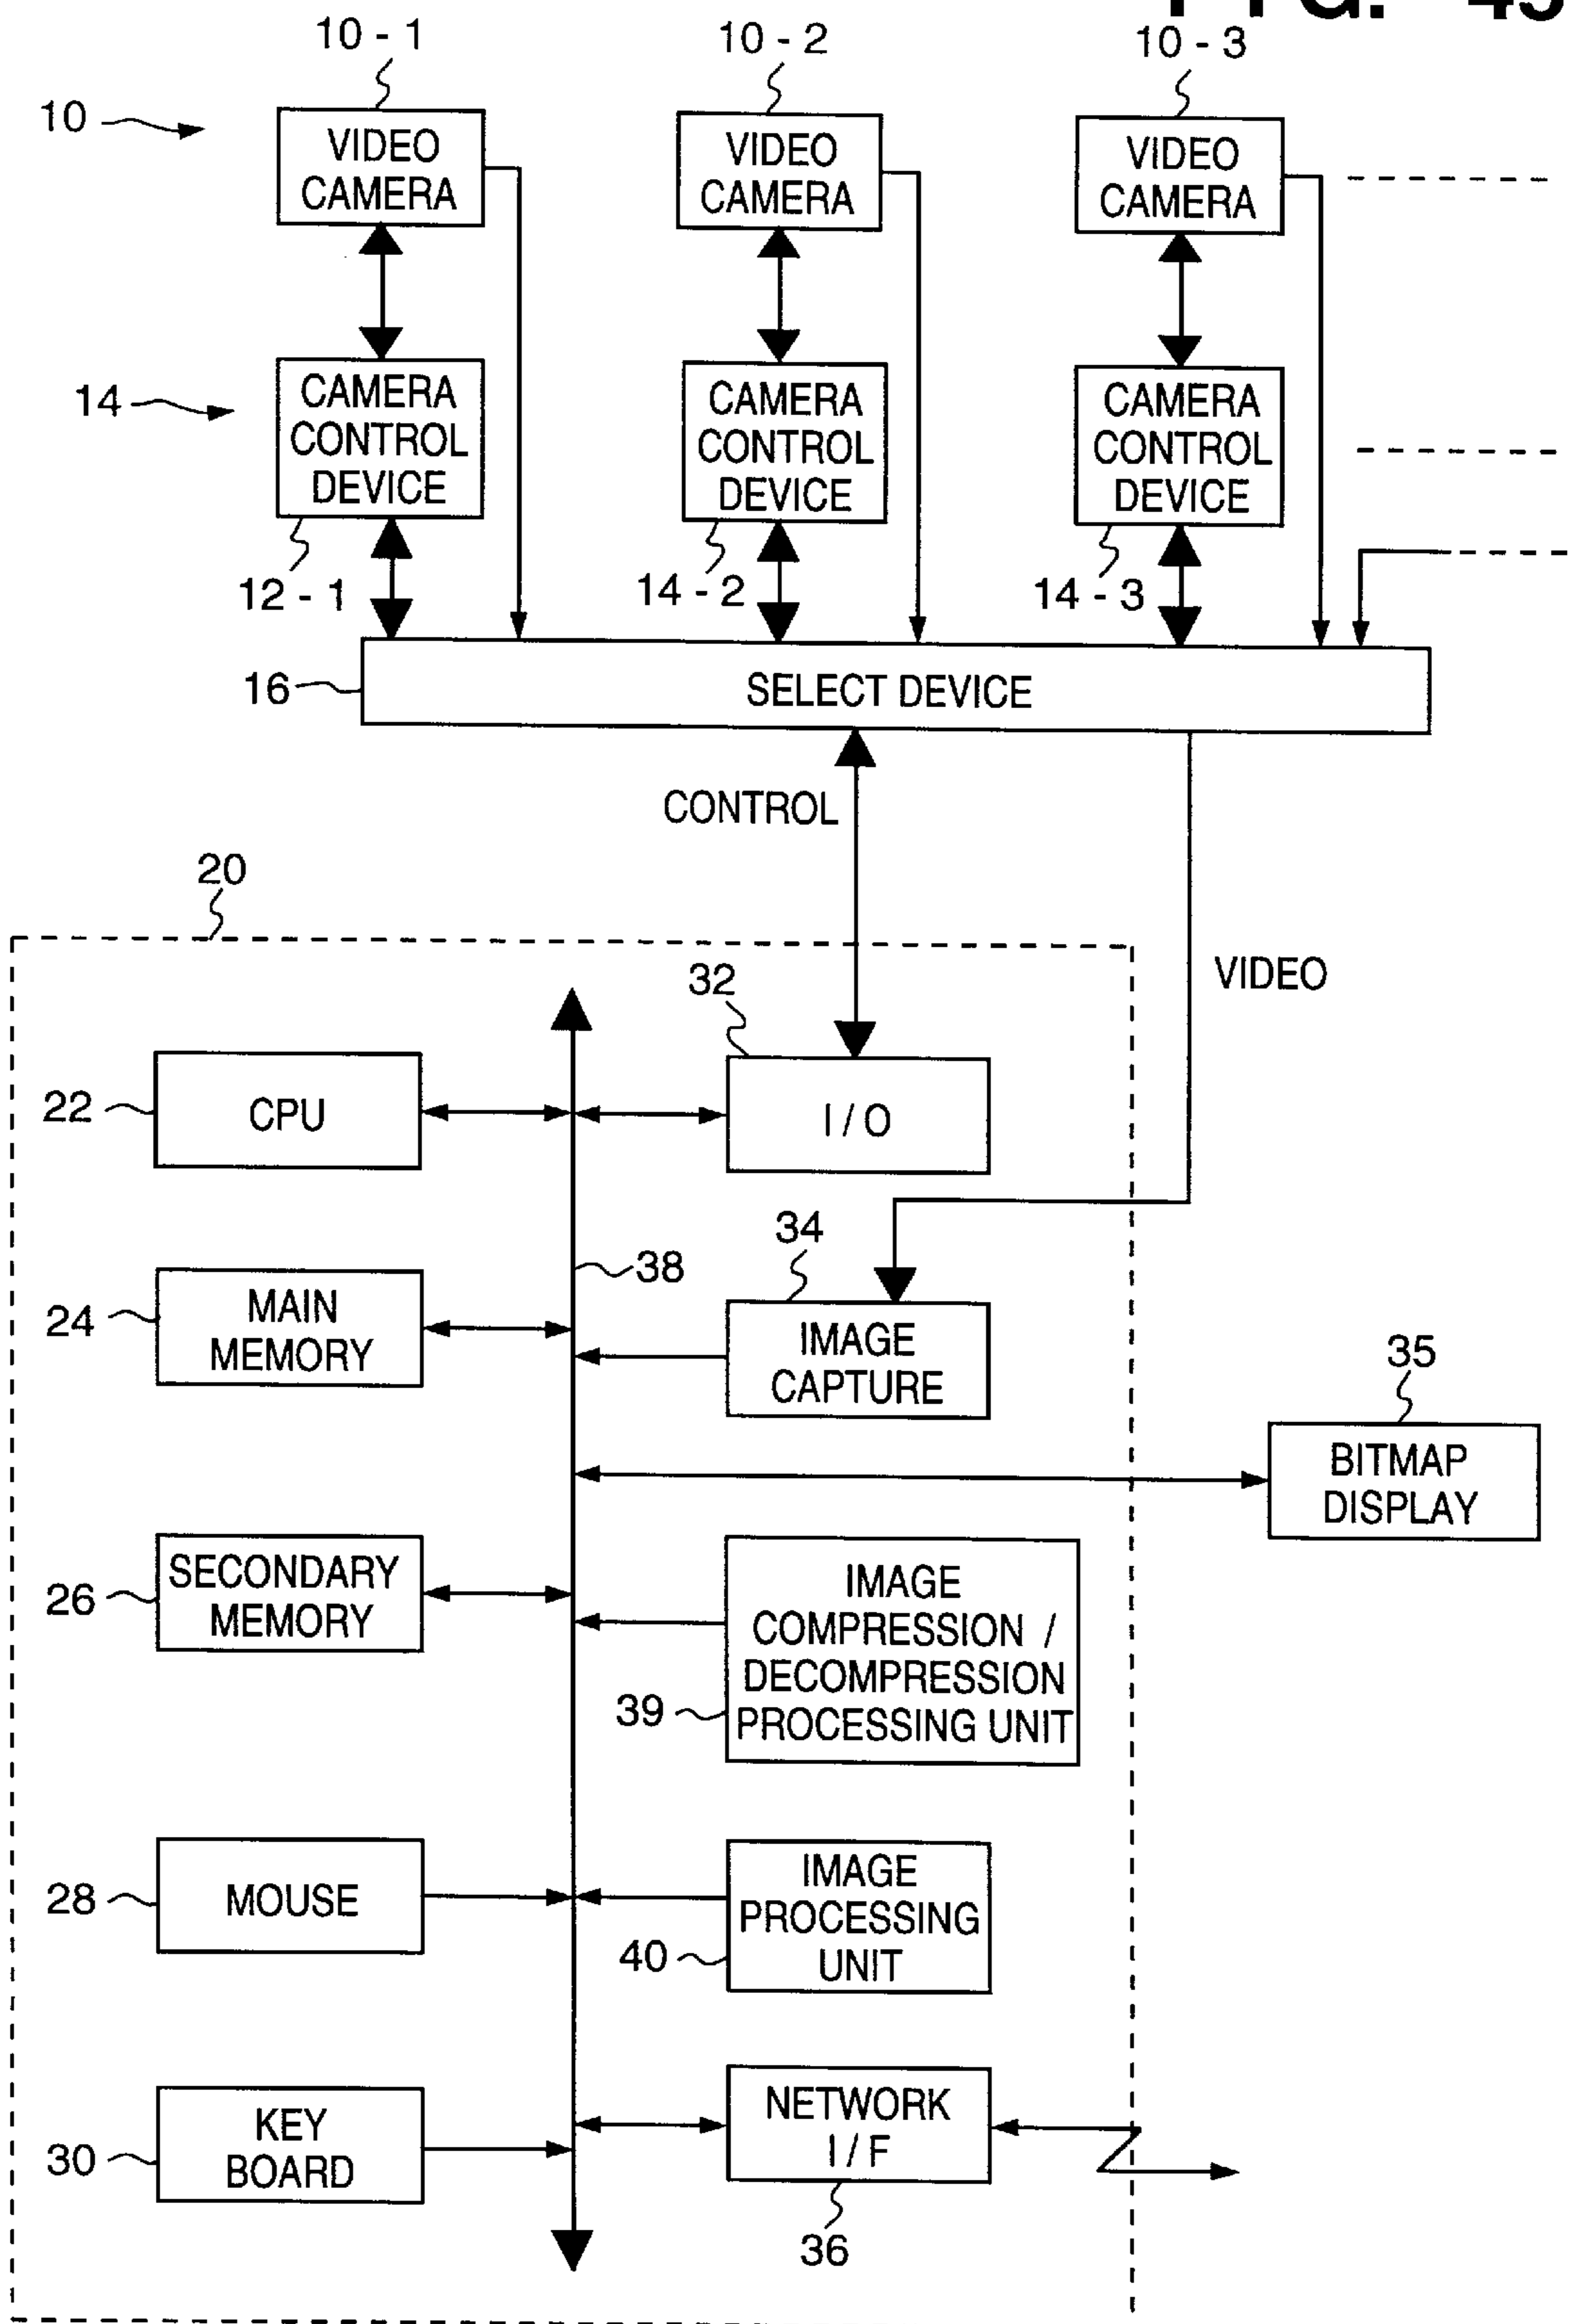 10 - 1
10 - 2
10 - 3
10
VIDEO
CAMERA
VIDEO
CAMERA
VIDEO
CAMERA
14
CAMERA
CONTROL
DEVICE
CAMERA
CONTROL
DEVICE
CAMERA
CONTROL
DEVICE
12 - 1
14 - 2
14 - 3
16
SELECT DEVICE
CONTROL
20
VIDEO
32
22
CPU
I / O
34
38
24
MAIN
MEMORY
IMAGE
CAPTURE
35
BITMAP
DISPLAY
26
SECONDARY
MEMORY
IMAGE
COMPRESSION /
DECOMPRESSION
PROCESSING UNIT
39
28
MOUSE
IMAGE
PROCESSING
UNIT
40
30
KEY
BOARD
NETWORK
I / F
36